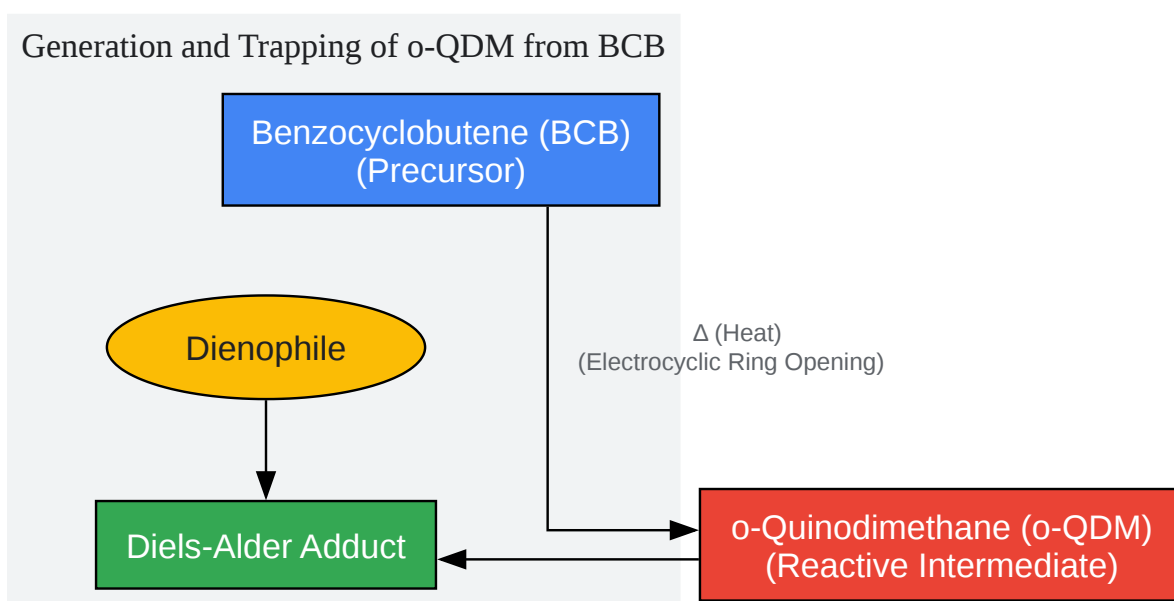 Generation and Trapping of o-QDM from BCB
Benzocyclobutene (BCB)
(Precursor)
Dienophile
Δ (Heat)
(Electrocyclic Ring Opening)
Diels-Alder Adduct
o-Quinodimethane (o-QDM)
(Reactive Intermediate)